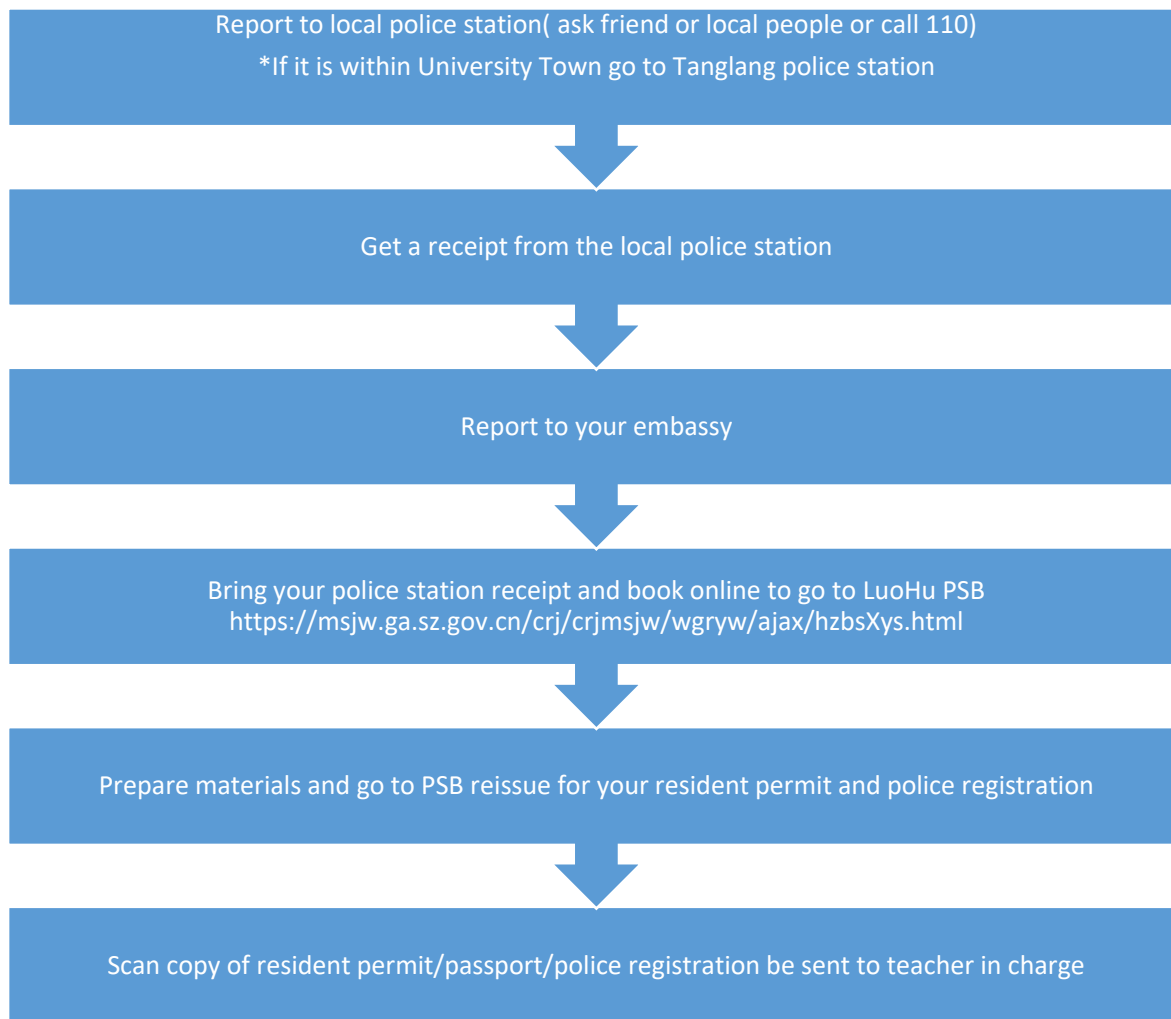 Report to local police station( ask friend or local people or call 110)
*If it is within University Town go to Tanglang police station
Get a receipt from the local police station
Report to your embassy
Bring your police station receipt and book online to go to LuoHu PSB
https://msjw.ga.sz.gov.cn/crj/crjmsjw/wgryw/ajax/hzbsXys.html
Prepare materials and go to PSB reissue for your resident permit and police registration
Scan copy of resident permit/passport/police registration be sent to teacher in charge